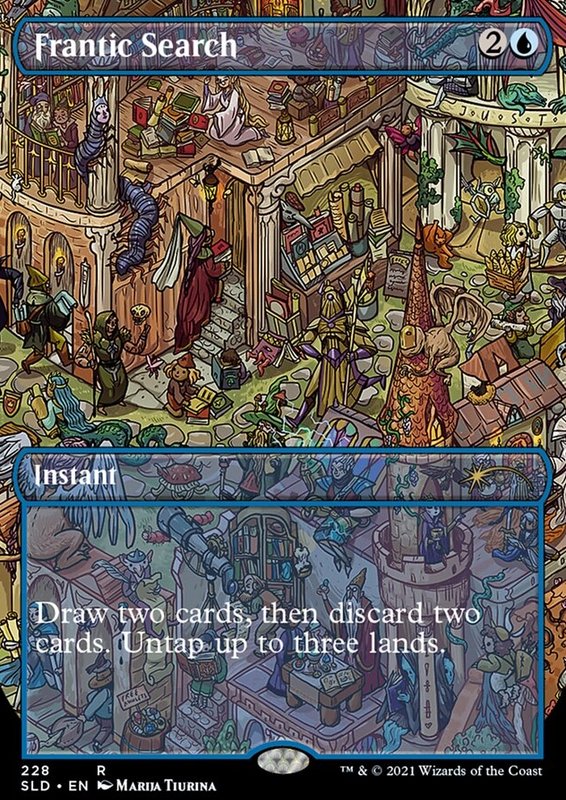 Frantic Search
2
Instant
Draw two cards, then discard two
cards. Untap up to three lands.
228 R
SLD • EN Marija Tiurina
™ & © 2021 Wizards of the Coast